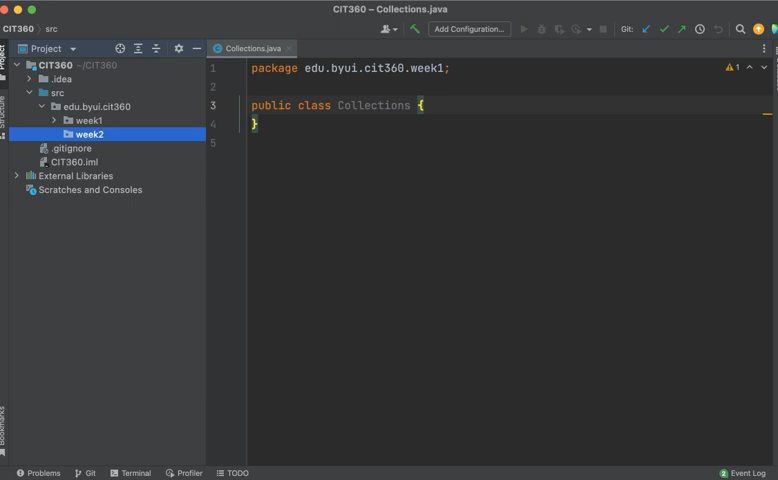 CIT360 – Collections.java
CIT360 src
Add Configuration...
Git:
Project
Collections.java
Project
CIT360 ~/CIT360
.idea
src
edu.byui.cit360
week1
week2
.gitignore
CIT360.iml
External Libraries
Scratches and Consoles
Structure
Bookmarks
1 package edu.byui.cit360.week1;
2
3 public class Collections {
4 }
5
1
Problems Git Terminal Profiler TODO
2 Event Log